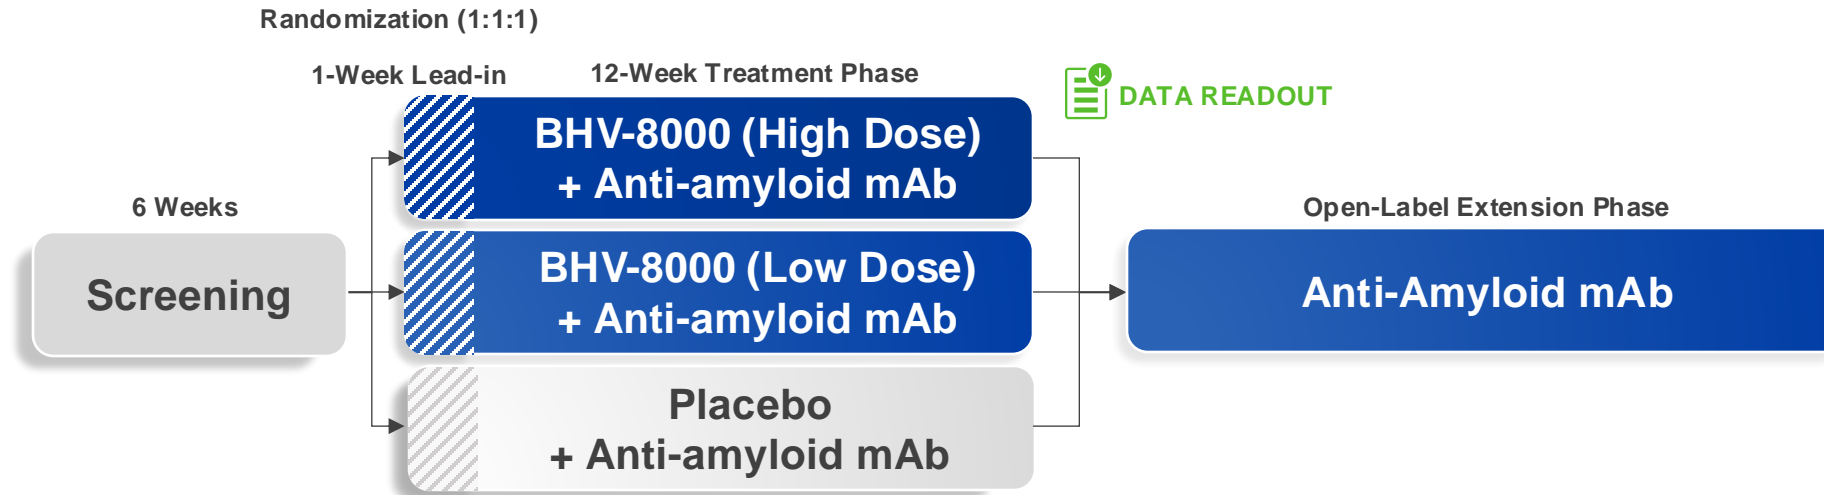 Randomization (1:1:1)
1-Week Lead-in
12-Week Treatment Phase
DATA READOUT
BHV-8000 (High Dose)
+ Anti-amyloid mAb
6 Weeks
Screening
BHV-8000 (Low Dose)
+ Anti-amyloid mAb
Open-Label Extension Phase
Anti-Amyloid mAb
Placebo
+ Anti-amyloid mAb